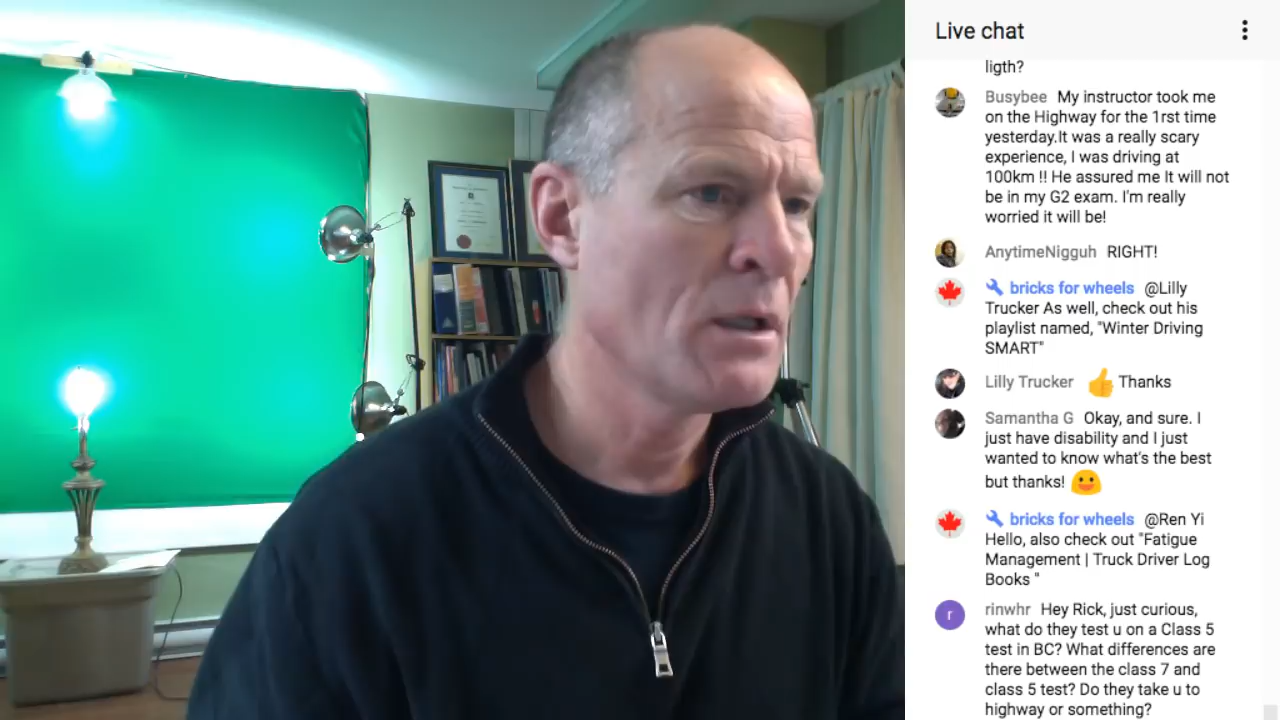 Live chat
ligth?
Busybee My instructor took me
on the Highway for the 1rst time
yesterday.It was a really scary
experience, I was driving at
100km !! He assured me It will not
be in my G2 exam. I'm really
worried it will be!
AnytimeNigguh RIGHT!
bricks for wheels @Lilly
Trucker As well, check out his
playlist named, "Winter Driving
SMART"
Lilly Trucker 👍 Thanks
Samantha G Okay, and sure. I
just have disability and I just
wanted to know what's the best
but thanks! 😀
bricks for wheels @Ren Yi
Hello, also check out "Fatigue
Management | Truck Driver Log
Books "
r
rinwhr Hey Rick, just curious,
what do they test u on a Class 5
test in BC? What differences are
there between the class 7 and
class 5 test? Do they take u to
highway or something?